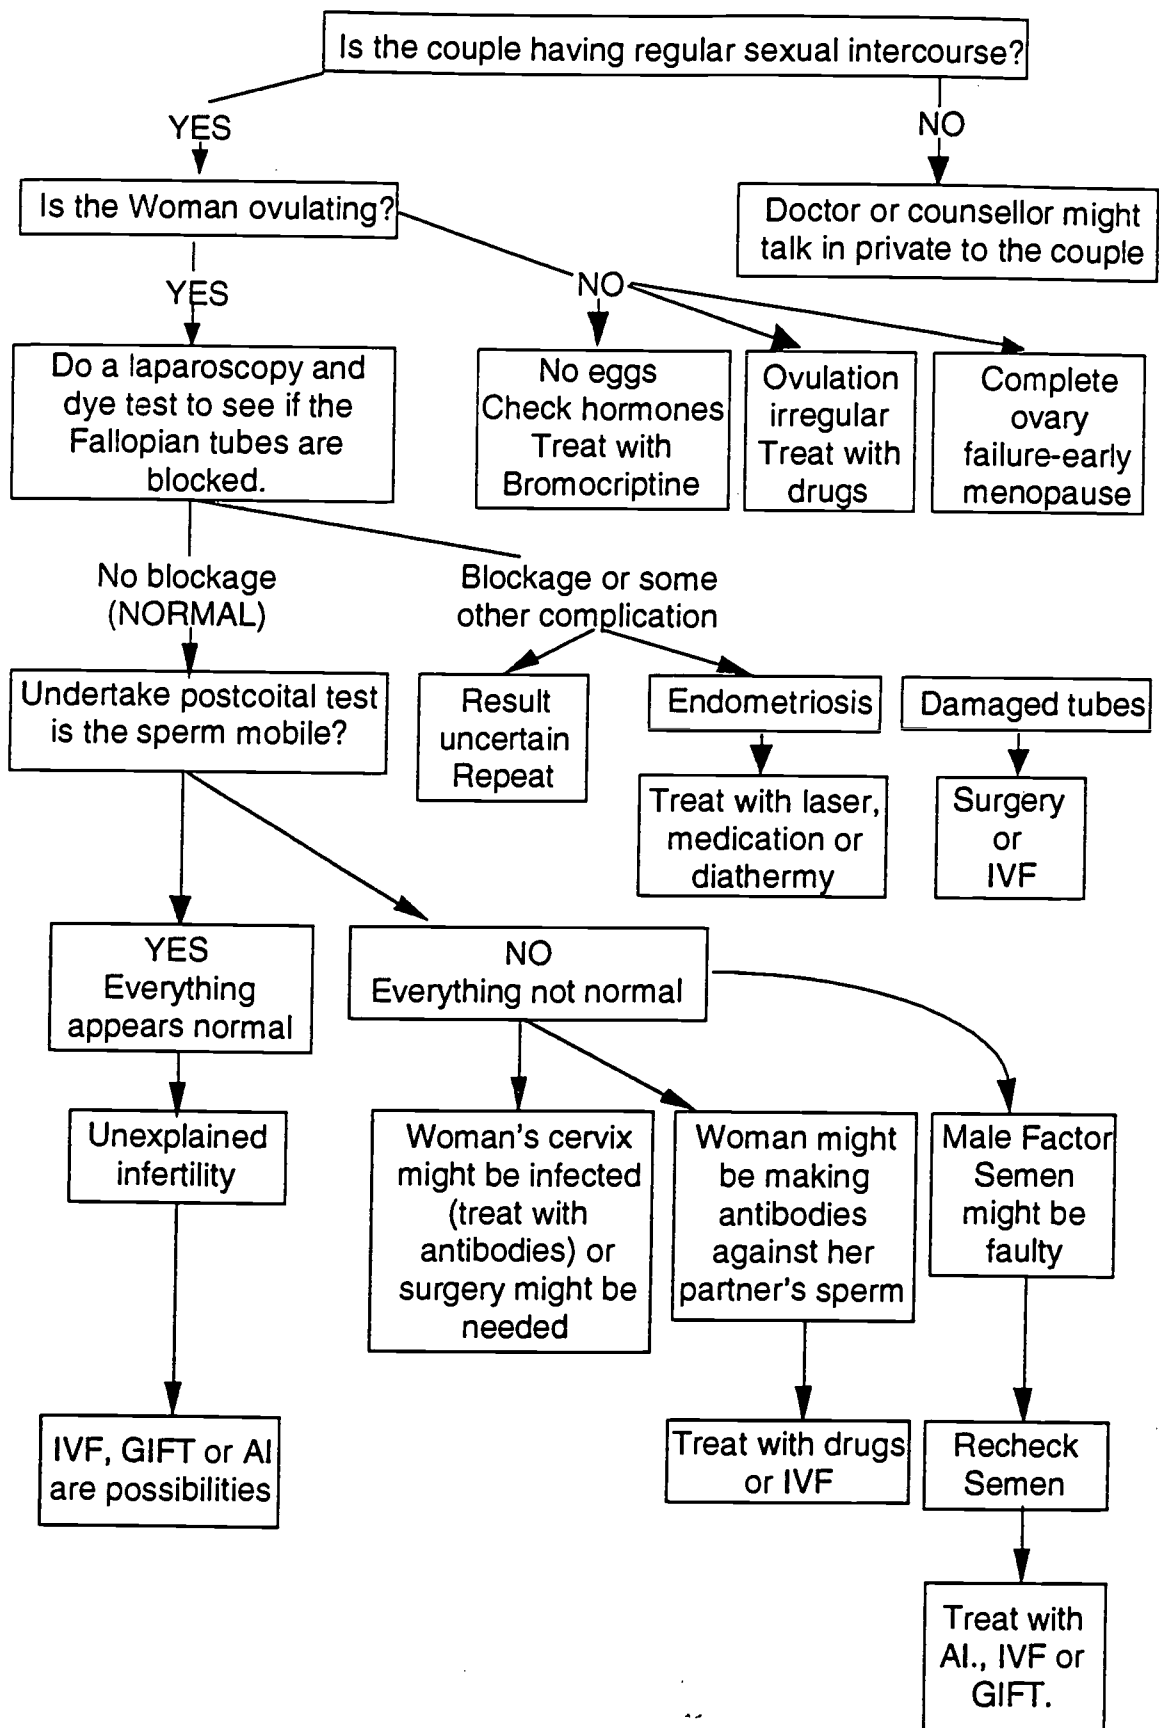 Is the couple having regular sexual intercourse?
YES
NO
Is the Woman ovulating?
Doctor or counsellor might
talk in private to the couple
YES
NO
Do a laparoscopy and
dye test to see if the
Fallopian tubes are
blocked.
No eggs
Check hormones
Treat with
Bromocriptine
Ovulation
irregular
Treat with
drugs
Complete
ovary
failure-early
menopause
No blockage
(NORMAL)
Blockage or some
other complication
Undertake postcoital test
is the sperm mobile?
Result
uncertain
Repeat
Endometriosis
Damaged tubes
Treat with laser,
medication or
diathermy
Surgery
or
IVF
YES
Everything
appears normal
NO
Everything not normal
Unexplained
infertility
Woman's cervix
might be infected
(treat with
antibodies) or
surgery might be
needed
Woman might
be making
antibodies
against her
partner's sperm
Male Factor
Semen
might be
faulty
IVF, GIFT or AI
are possibilities
Treat with drugs
or IVF
Recheck
Semen
Treat with
AI., IVF or
GIFT.